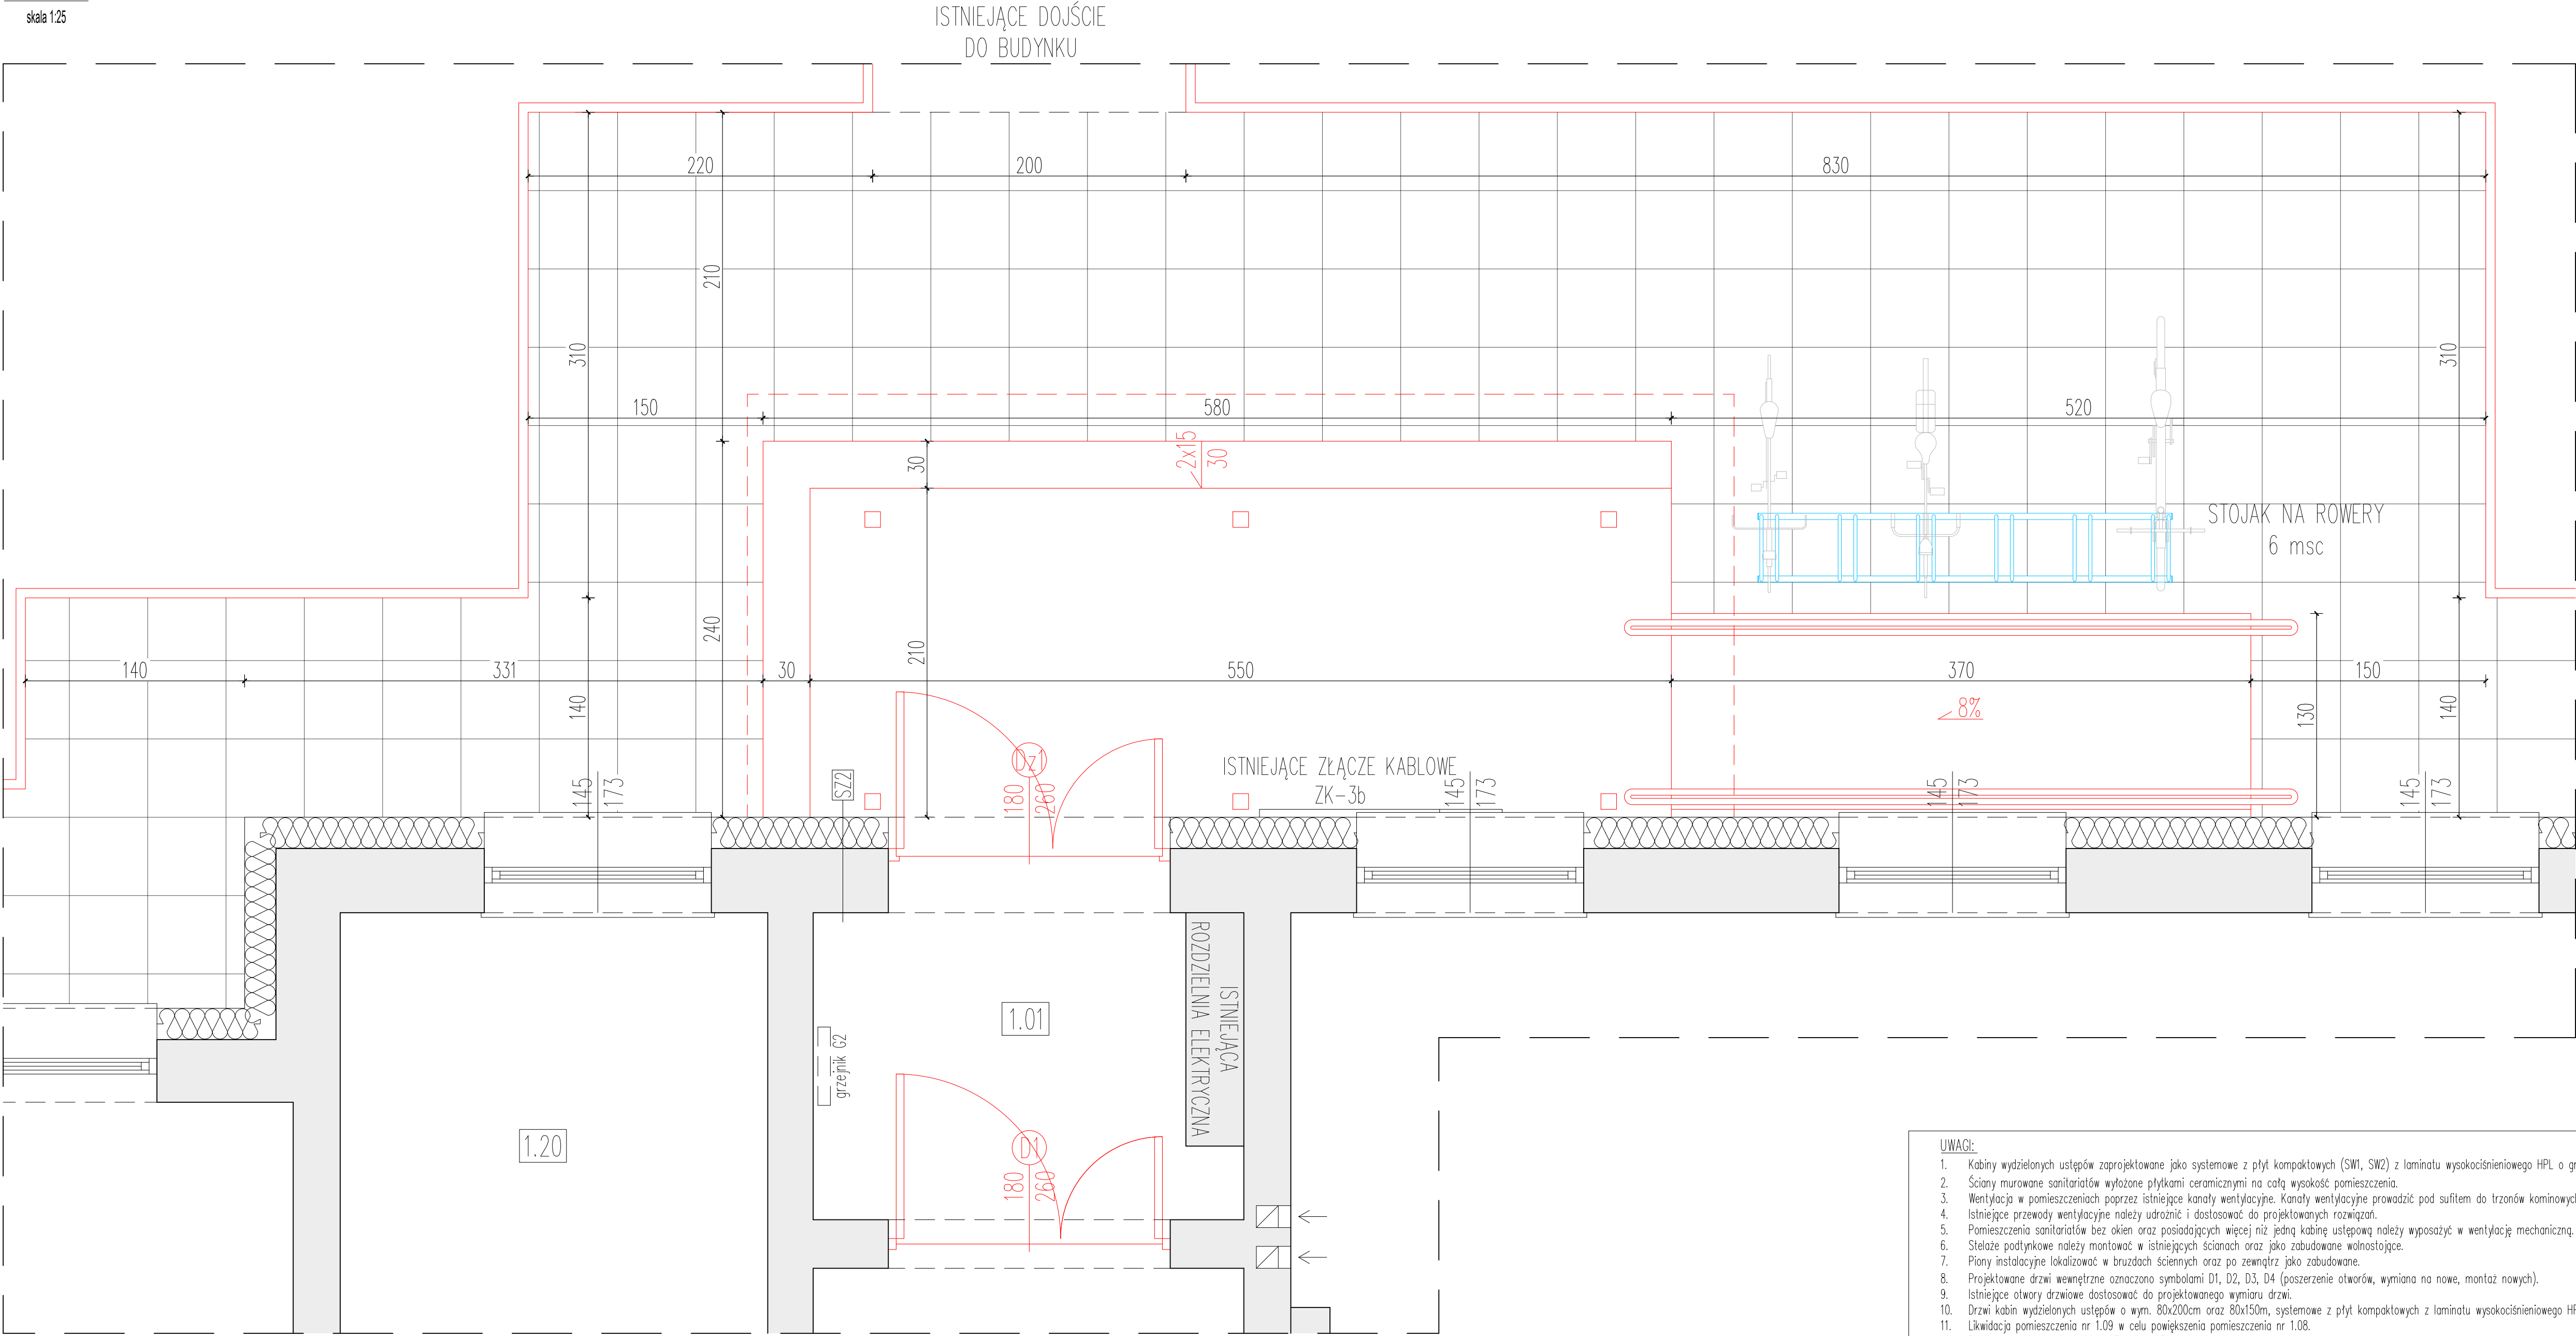 skala 1:25
ISTNIEJĄCE DOJŚCIE
DO BUDYNKU
220
200
830
210
310
310
150
580
520
30
2x15
30
STOJAK NA ROWERY
6 msc
240
210
140
331
30
550
370
150
140
130
140
8%
Dz1
180
260
SZ2
ISTNIEJĄCE ZŁĄCZE KABLOWE
ZK-3b
145
173
145
173
145
173
145
173
ROZDZIELNIA ELEKTRYCZNA
ISTNIEJĄCA
1.01
grzejnik G2
1.20
D1
180
260
UWAGI:
1. Kabiny wydzielonych ustępów zaprojektowane jako systemowe z płyt kompaktowych (SW1, SW2) z laminatu wysokociśnieniowego HPL o gr
2. Ściany murowane sanitariatów wyłożone płytkami ceramicznymi na całą wysokość pomieszczenia.
3. Wentylacja w pomieszczeniach poprzez istniejące kanały wentylacyjne. Kanały wentylacyjne prowadzić pod sufitem do trzonów kominowych
4. Istniejące przewody wentylacyjne należy udrożnić i dostosować do projektowanych rozwiązań.
5. Pomieszczenia sanitariatów bez okien oraz posiadających więcej niż jedną kabinę ustępową należy wyposażyć w wentylację mechaniczną.
6. Stelaże podtynkowe należy montować w istniejących ścianach oraz jako zabudowane wolnostojące.
7. Piony instalacyjne lokalizować w bruzdach ściennych oraz po zewnątrz jako zabudowane.
8. Projektowane drzwi wewnętrzne oznaczono symbolami D1, D2, D3, D4 (poszerzenie otworów, wymiana na nowe, montaż nowych).
9. Istniejące otwory drzwiowe dostosować do projektowanego wymiaru drzwi.
10. Drzwi kabin wydzielonych ustępów o wym. 80x200cm oraz 80x150m, systemowe z płyt kompaktowych z laminatu wysokociśnieniowego
11. Likwidacja pomieszczenia nr 1.09 w celu powiększenia pomieszczenia nr 1.08.